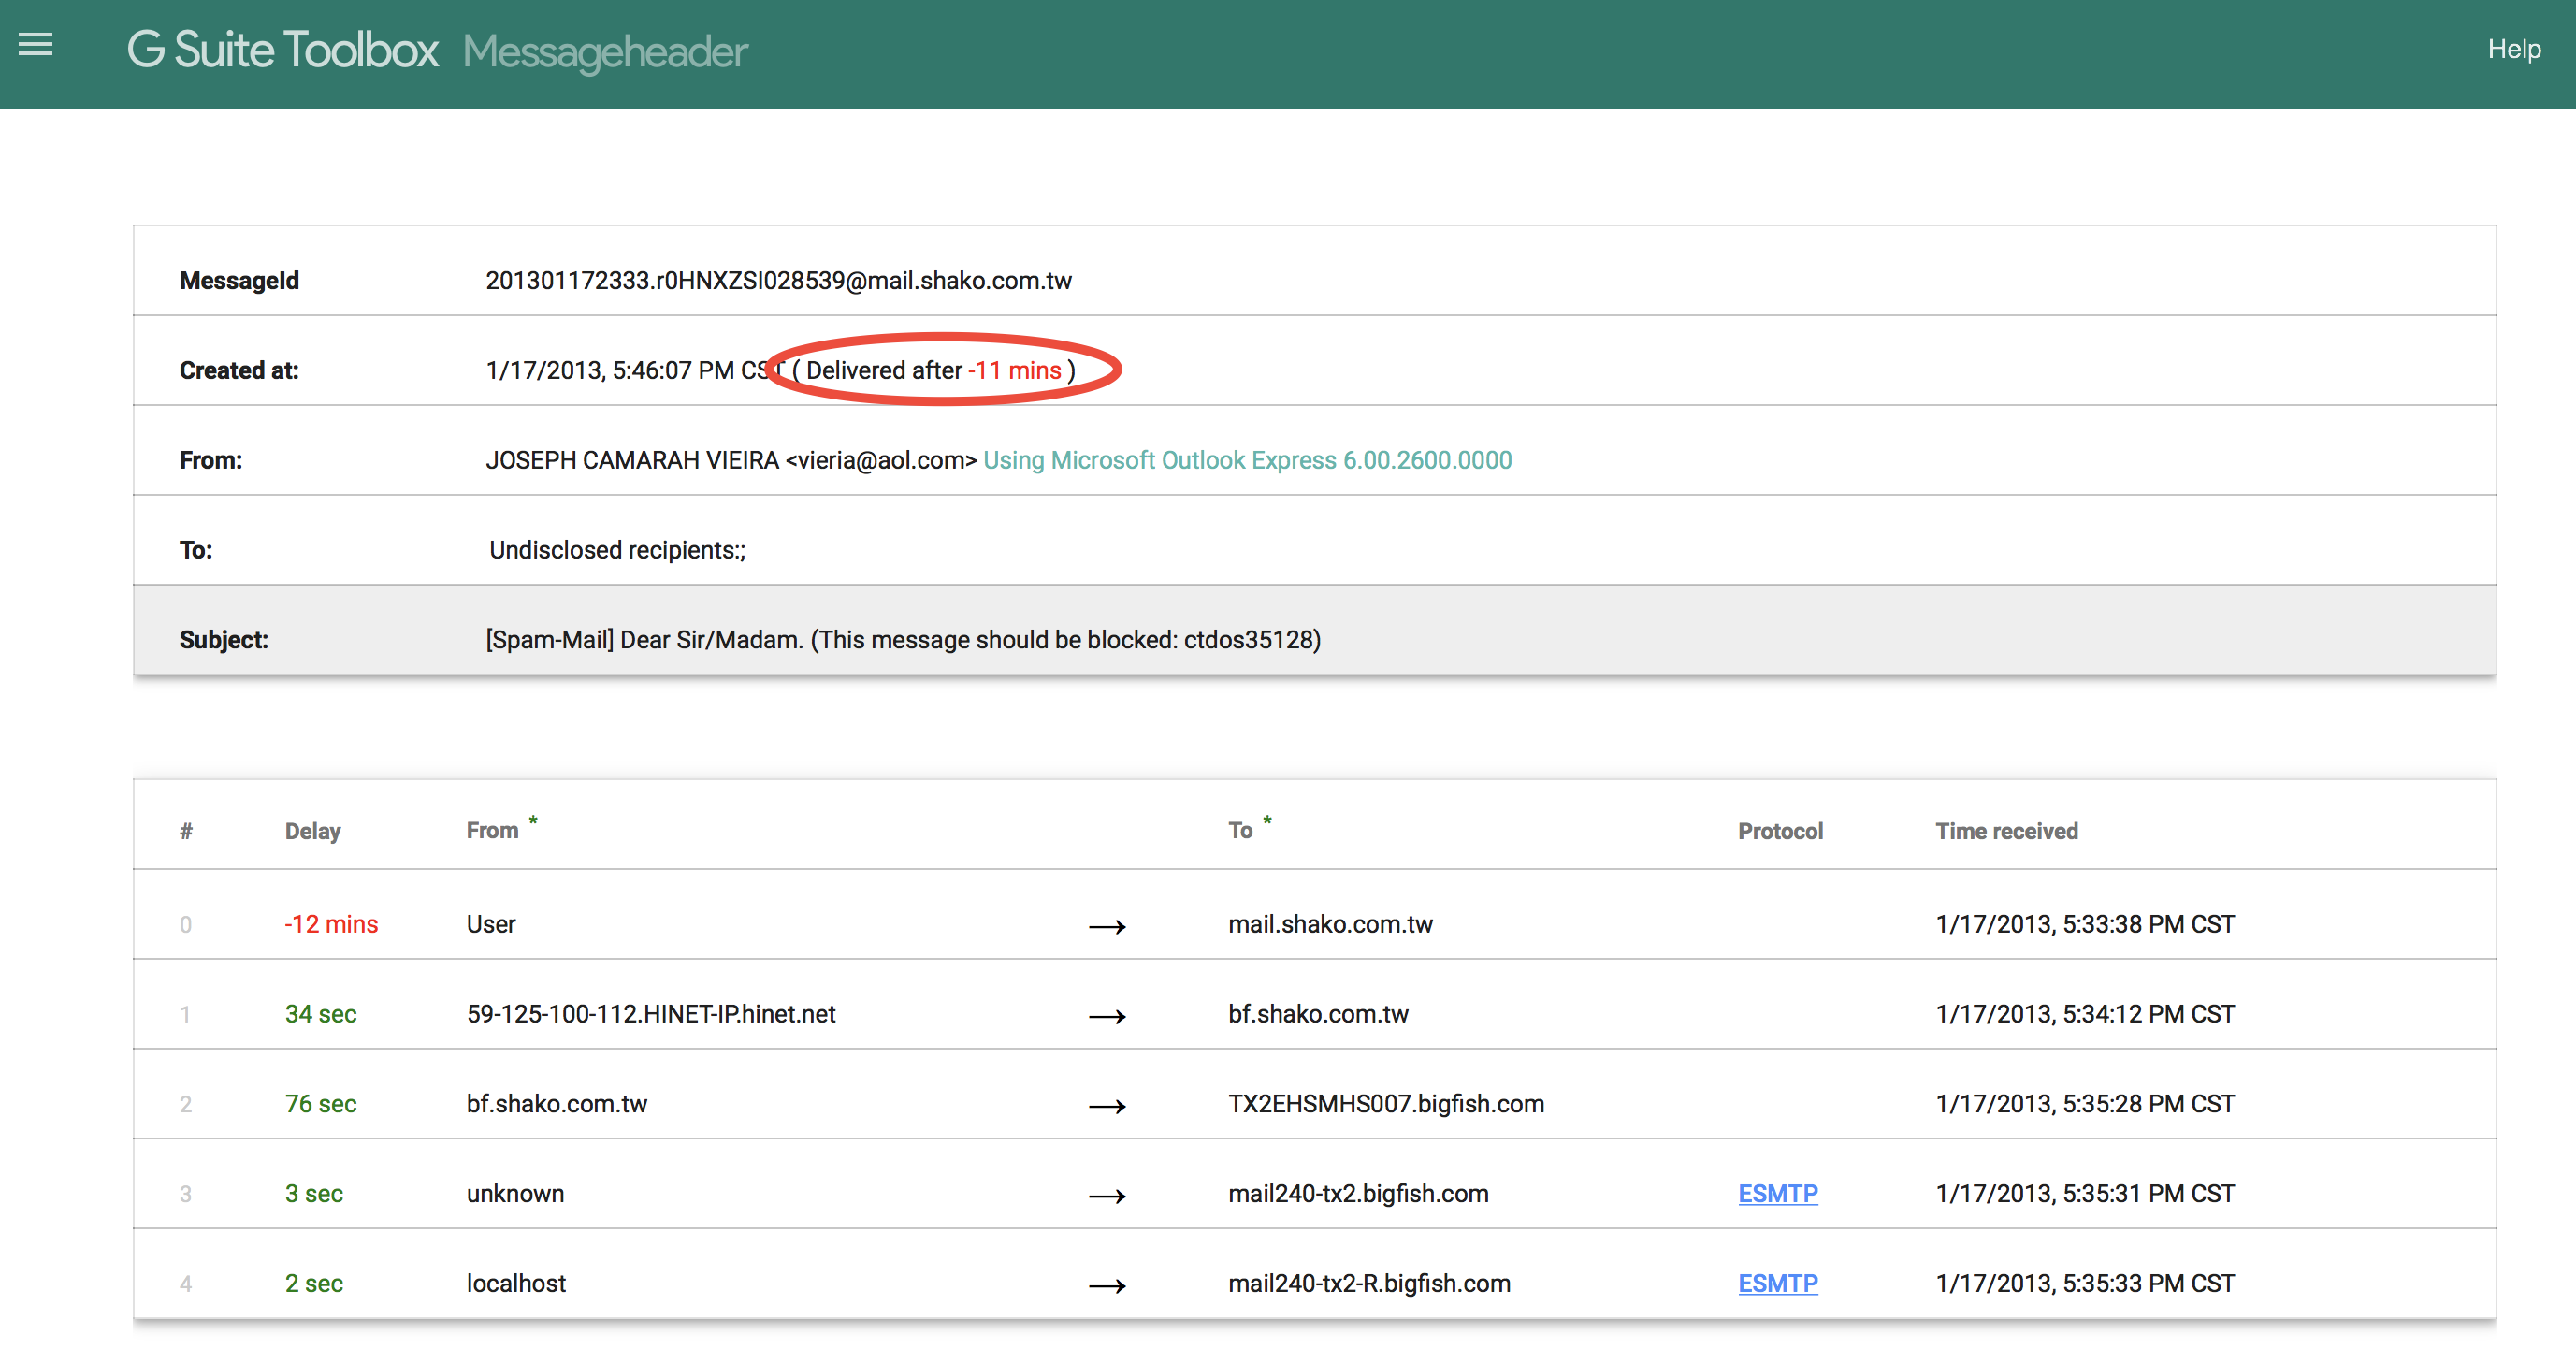 G Suite Toolbox Messageheader Help
MessageId 201301172333.r0HNXZSI028539@mail.shako.com.tw
Created at: 1/17/2013, 5:46:07 PM CST ( Delivered after -11 mins )
From: JOSEPH CAMARAH VIEIRA <vieria@aol.com> Using Microsoft Outlook Express 6.00.2600.0000
To: Undisclosed recipients:;
Subject: [Spam-Mail] Dear Sir/Madam. (This message should be blocked: ctdos35128)
# Delay From * To * Protocol Time received
0 -12 mins User → mail.shako.com.tw 1/17/2013, 5:33:38 PM CST
1 34 sec 59-125-100-112.HINET-IP.hinet.net → bf.shako.com.tw 1/17/2013, 5:34:12 PM CST
2 76 sec bf.shako.com.tw → TX2EHSMHS007.bigfish.com 1/17/2013, 5:35:28 PM CST
3 3 sec unknown → mail240-tx2.bigfish.com ESMTP 1/17/2013, 5:35:31 PM CST
4 2 sec localhost → mail240-tx2-R.bigfish.com ESMTP 1/17/2013, 5:35:33 PM CST